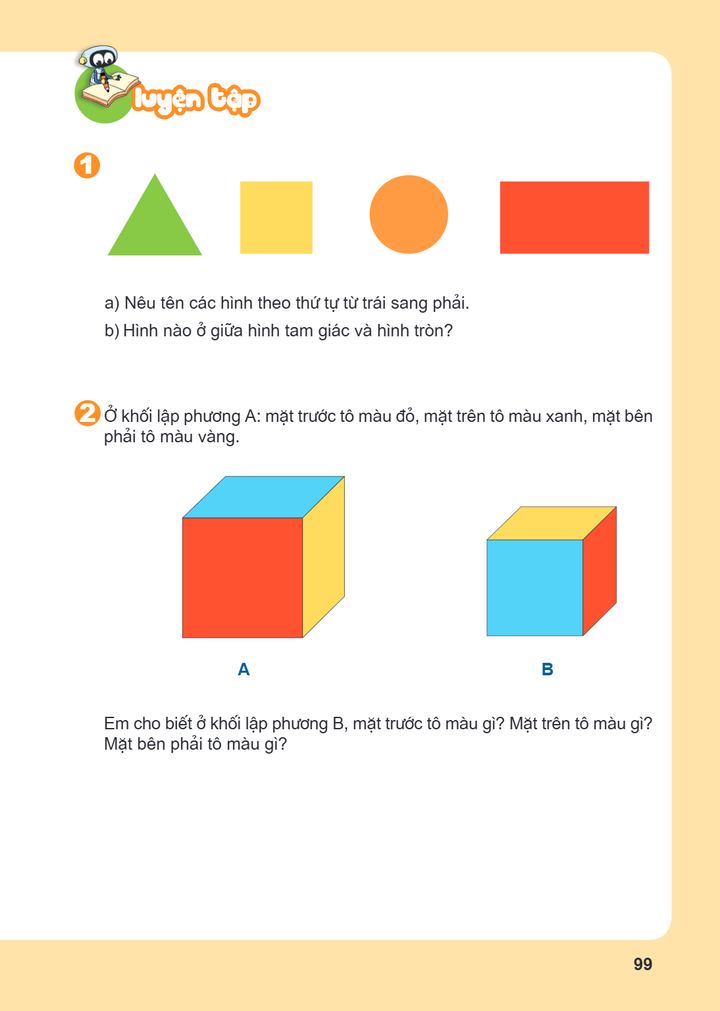 luyện tập
1
a) Nêu tên các hình theo thứ tự từ trái sang phải.
b) Hình nào ở giữa hình tam giác và hình tròn?
2 Ở khối lập phương A: mặt trước tô màu đỏ, mặt trên tô màu xanh, mặt bên
phải tô màu vàng.
A B
Em cho biết ở khối lập phương B, mặt trước tô màu gì? Mặt trên tô màu gì?
Mặt bên phải tô màu gì?
99